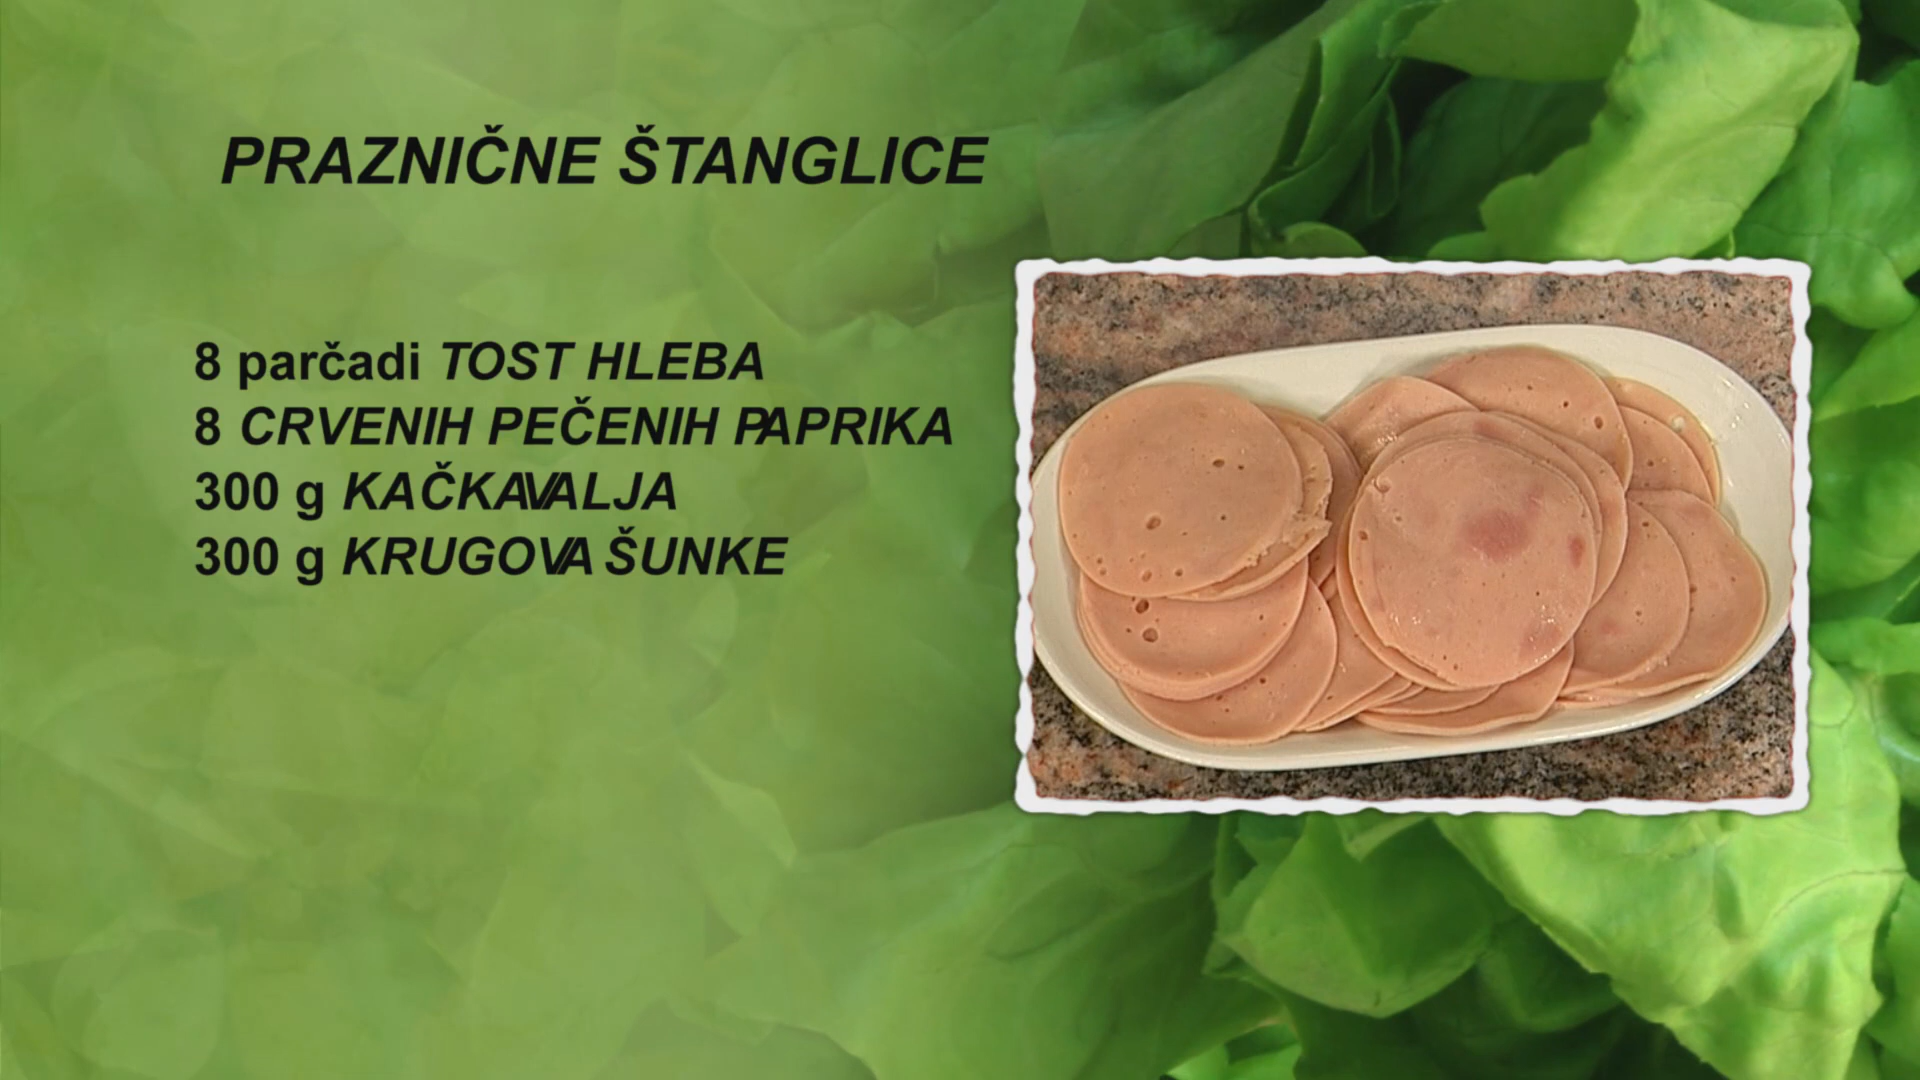 PRAZNIČNE ŠTANGLICE
8 parčadi TOST HLEBA
8 CRVENIH PEČENIH PAPRIKA
300 g KAČKAVALJA
300 g KRUGOVA ŠUNKE